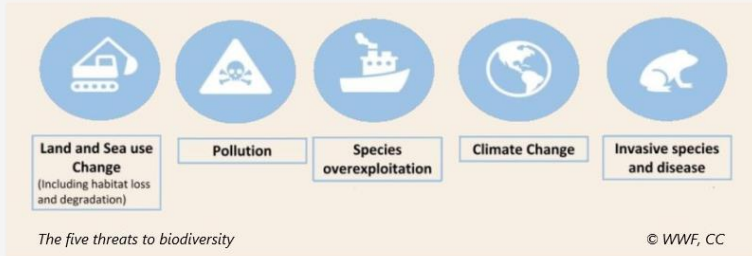 Land and Sea use
Change
(Including habitat loss
and degradation)
Pollution
Species
overexploitation
Climate Change
Invasive species
and disease
The five threats to biodiversity
© WWF, CC